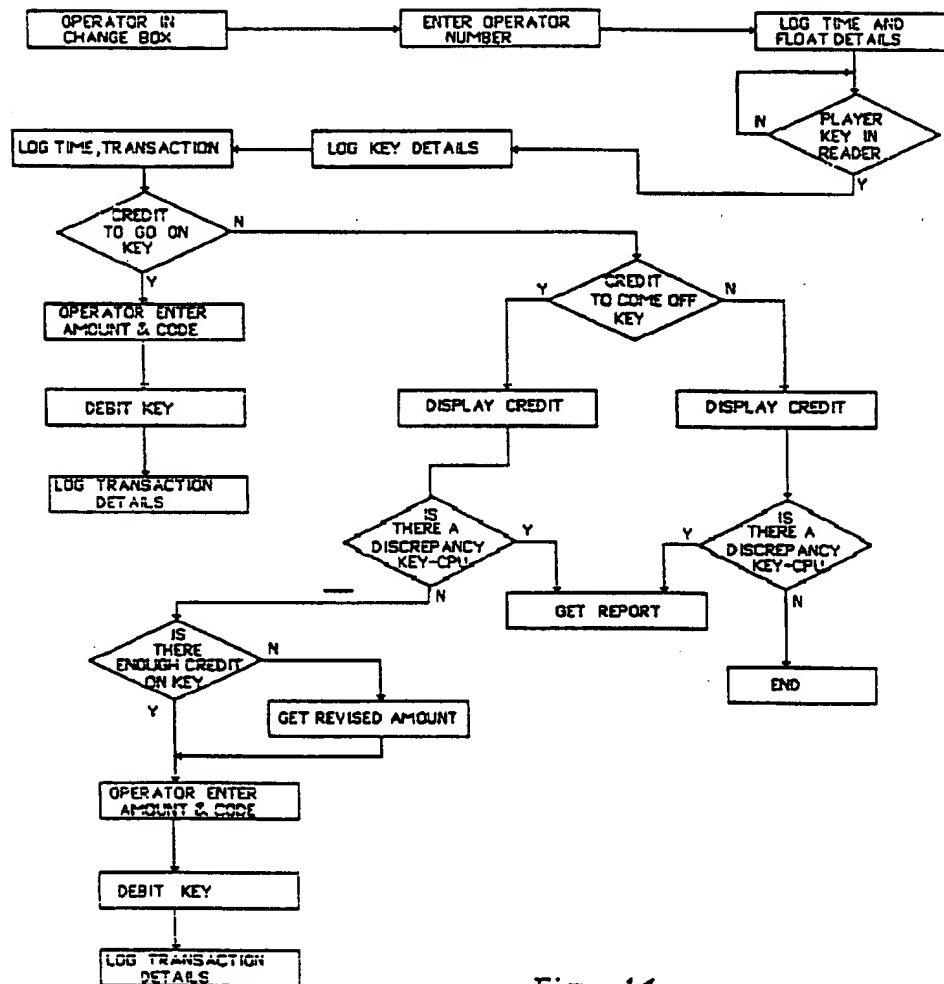 OPERATOR IN
CHANGE BOX
ENTER OPERATOR
NUMBER
LOG TIME AND
FLOAT DETAILS
PLAYER
KEY IN
READER
N
Y
LOG KEY DETAILS
LOG TIME, TRANSACTION
CREDIT
TO GO ON
KEY
N
Y
OPERATOR ENTER
AMOUNT & CODE
DEBIT KEY
LOG TRANSACTION
DETAILS
CREDIT
TO COME OFF
KEY
Y
N
DISPLAY CREDIT
DISPLAY CREDIT
IS
THERE A
DISCREPANCY
KEY-CPU
Y
N
IS
THERE A
DISCREPANCY
KEY-CPU
Y
N
GET REPORT
END
IS
THERE
ENOUGH CREDIT
ON KEY
N
Y
GET REVISED AMOUNT
OPERATOR ENTER
AMOUNT & CODE
DEBIT KEY
LOG TRANSACTION
DETAILS